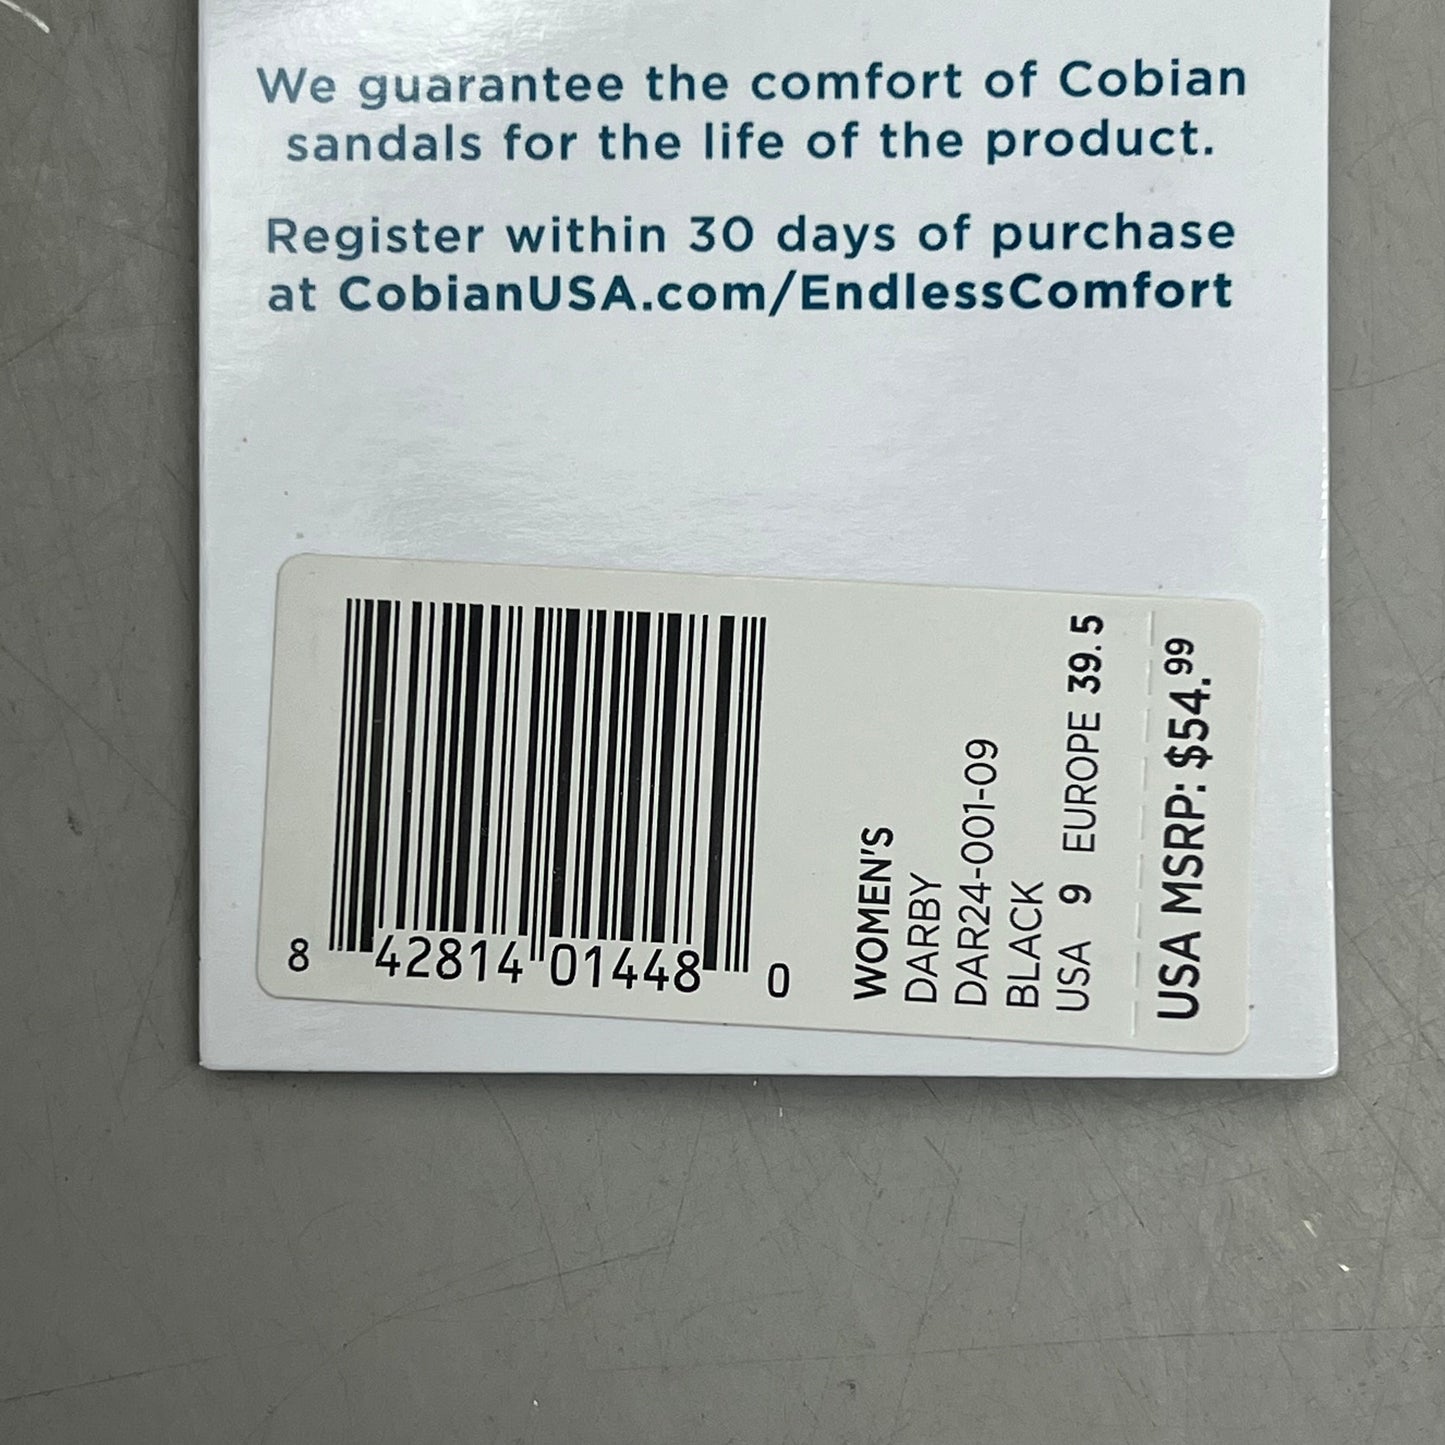 We guarantee the comfort of Cobian
sandals for the life of the product.
Register within 30 days of purchase
at CobianUSA.com/EndlessComfort
8 42814 01448 0
WOMEN'S
DARBY
DAR24-001-09
BLACK
USA 9 EUROPE 39.5
USA MSRP: $54.99